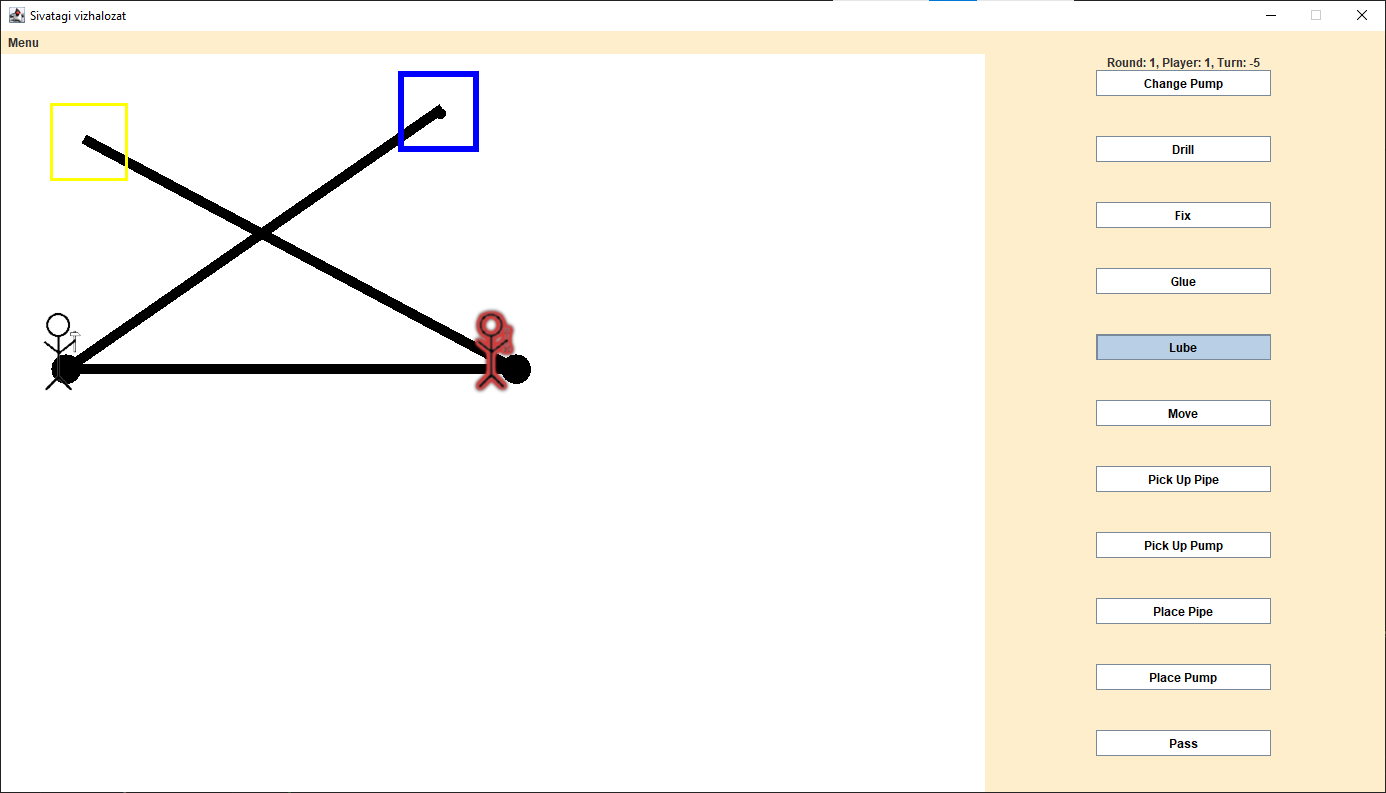 Sivatagi vizhalozat
Menu
Round: 1, Player: 1, Turn: -5
Change Pump
Drill
Fix
Glue
Lube
Move
Pick Up Pipe
Pick Up Pump
Place Pipe
Place Pump
Pass